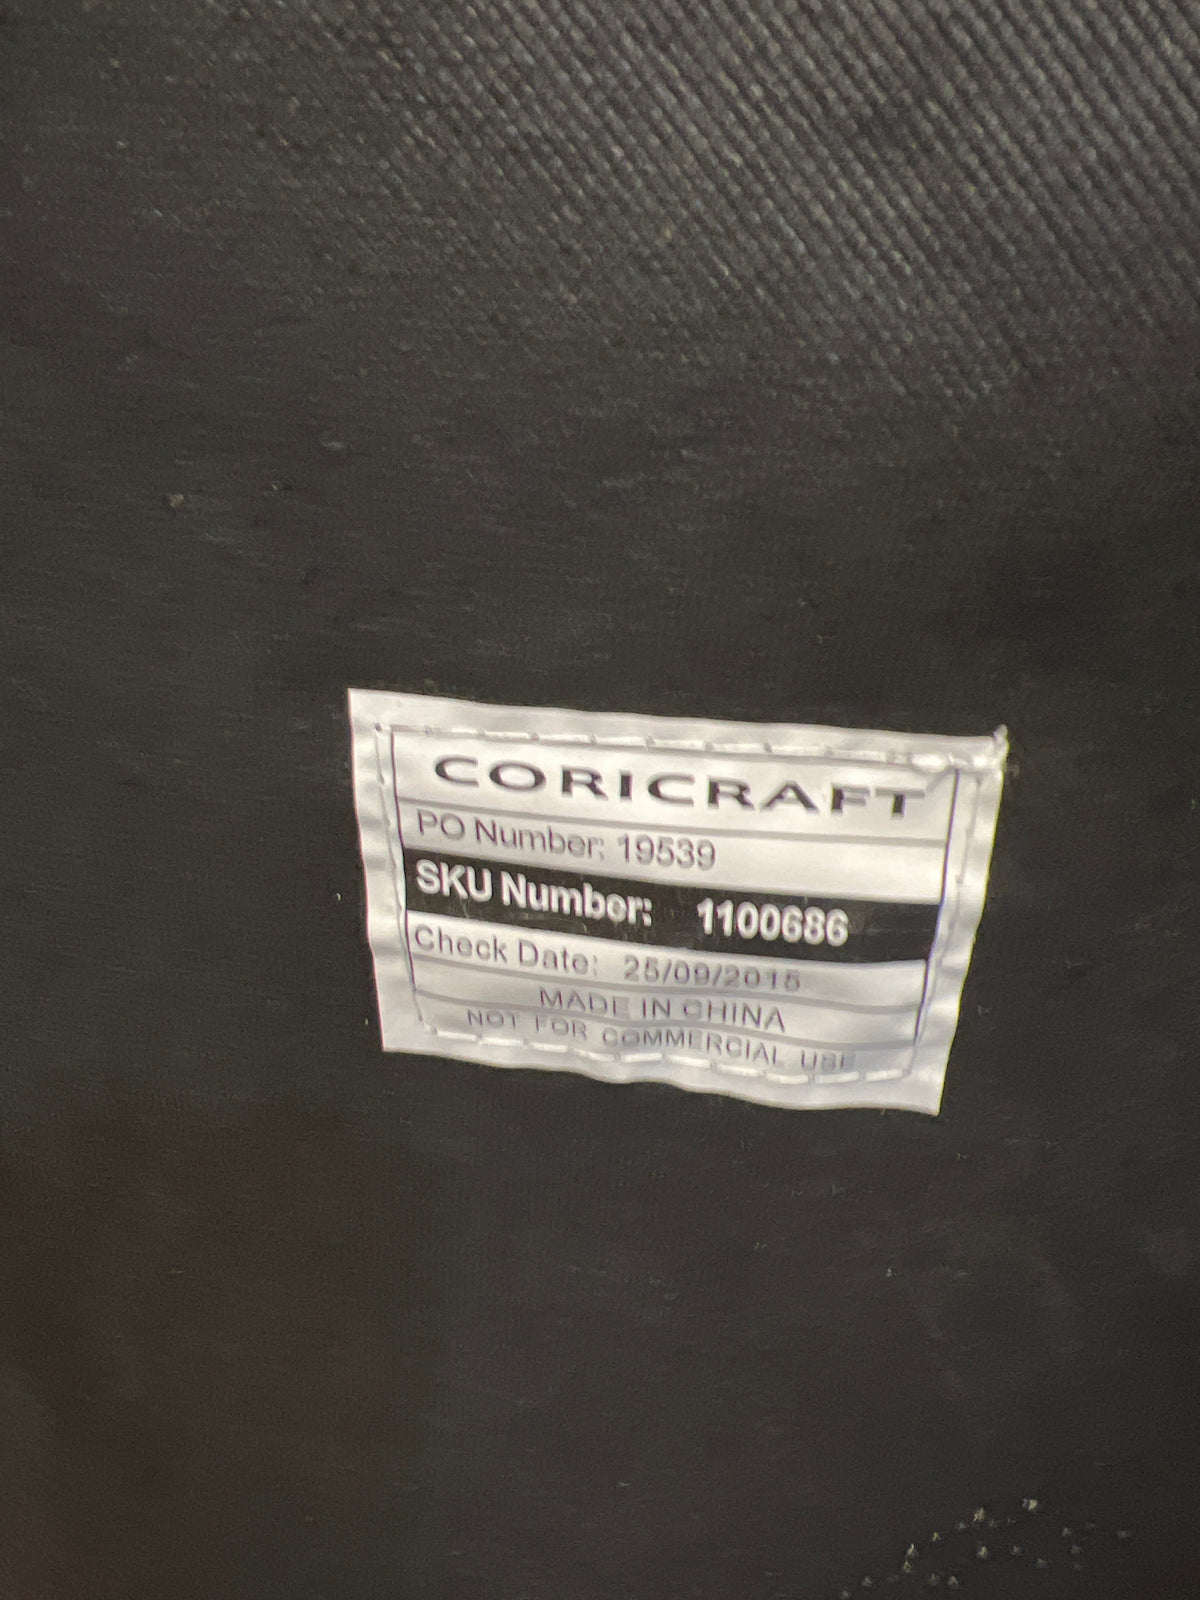 CORICRAFT
PO Number: 19539
SKU Number: 1100686
Check Date: 25/09/2015
MADE IN CHINA
NOT FOR COMMERCIAL USE